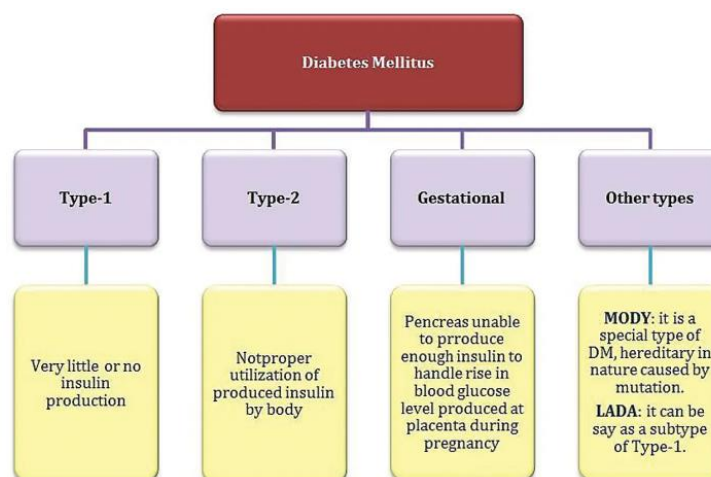 Diabetes Mellitus
Type-1
Type-2
Gestational
Other types
Very little or no
insulin
production
Notproper
utilization of
produced insulin
by body
Pencreas unable
to prroduce
enough insulin to
handle rise in
blood glucose
level produced at
placenta during
pregnancy
MODY: it is a
special type of
DM, hereditary in
nature caused by
mutation.
LADA: it can be
say as a subtype
of Type-1.